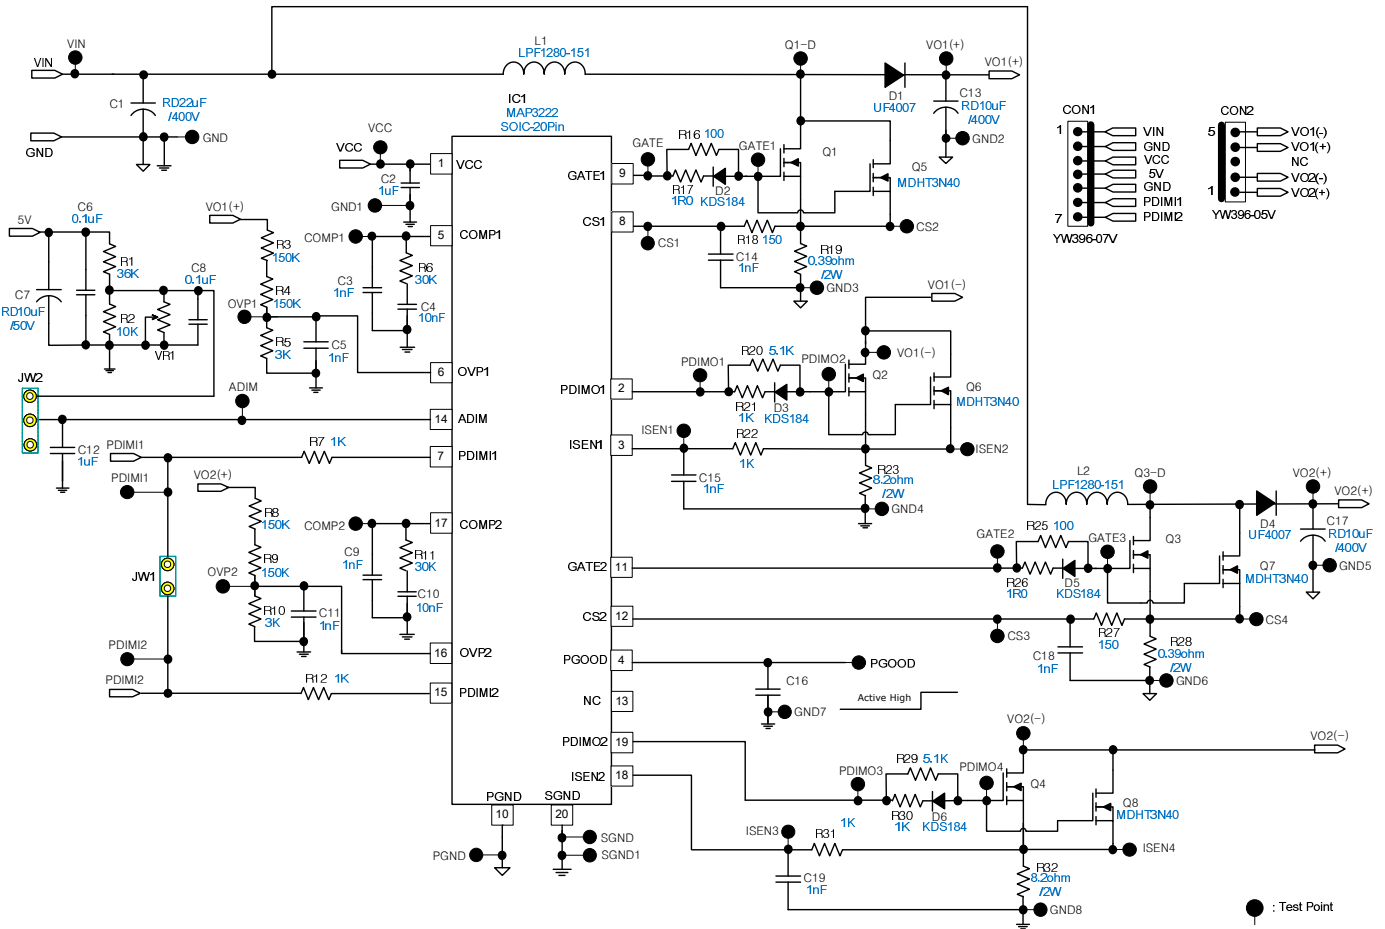 VIN
VIN
C1
RD22uF
/400V
GND
GND
L1
LPF1280-151
IC1
MAP3222
SOIC-20Pin
Q1-D
D1
UF4007
VO1(+)
VO1(+)
C13
RD10uF
/400V
GND2
CON1
1
7
VIN
GND
VCC
5V
GND
PDIMI1
PDIMI2
YW396-07V
CON2
5
1
VO1(-)
VO1(+)
NC
VO2(-)
VO2(+)
YW396-05V
VCC
VCC
C2
1uF
GND1
1
VCC
COMP1
5
COMP1
C3
1nF
R6
30K
C4
10nF
5V
C6
0.1uF
C7
RD10uF
/50V
R1
36K
R2
10K
VR1
C8
0.1uF
VO1(+)
R3
150K
R4
150K
OVP1
R5
3K
C5
1nF
6
OVP1
JW2
ADIM
14
ADIM
C12
1uF
PDIMI1
R7
1K
7
PDIMI1
PDIMI1
JW1
PDIMI2
PDIMI2
R12
1K
15
PDIMI2
VO2(+)
R8
150K
R9
150K
OVP2
R10
3K
C11
1nF
16
OVP2
COMP2
17
COMP2
C9
1nF
R11
30K
C10
10nF
GATE1
9
GATE
R16
100
R17
1R0
D2
KDS184
GATE1
Q1
Q5
MDHT3N40
CS1
8
CS1
C14
1nF
R18
150
R19
0.39ohm
/2W
CS2
GND3
VO1(-)
VO1(-)
PDIMO1
2
PDIMO1
R20
5.1K
R21
1K
D3
KDS184
PDIMO2
Q2
Q6
MDHT3N40
ISEN1
3
ISEN1
R22
1K
C15
1nF
ISEN2
R23
8.2ohm
/2W
GND4
L2
LPF1280-151
Q3-D
D4
UF4007
VO2(+)
VO2(+)
C17
RD10uF
/400V
GND5
GATE2
11
GATE2
R25
100
R26
1R0
D5
KDS184
GATE3
Q3
Q7
MDHT3N40
CS2
12
CS3
C18
1nF
R27
150
R28
0.39ohm
/2W
CS4
GND6
PGOOD
4
PGOOD
C16
GND7
Active High
NC
13
PDIMO2
19
PDIMO3
R29
5.1K
R30
1K
D6
KDS184
PDIMO4
VO2(-)
VO2(-)
Q4
Q8
MDHT3N40
ISEN2
18
ISEN3
1K
R31
C19
1nF
ISEN4
R32
8.2ohm
/2W
GND8
PGND
10
PGND
SGND
20
SGND
SGND1
: Test Point